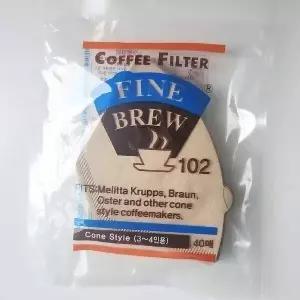 COFFEE FILTER
FINE ®
BREW
102
FITS:Melitta Krupps, Braun,
Oster and other cone
style coffeemakers.
Cone Style (3~4인용)
40매